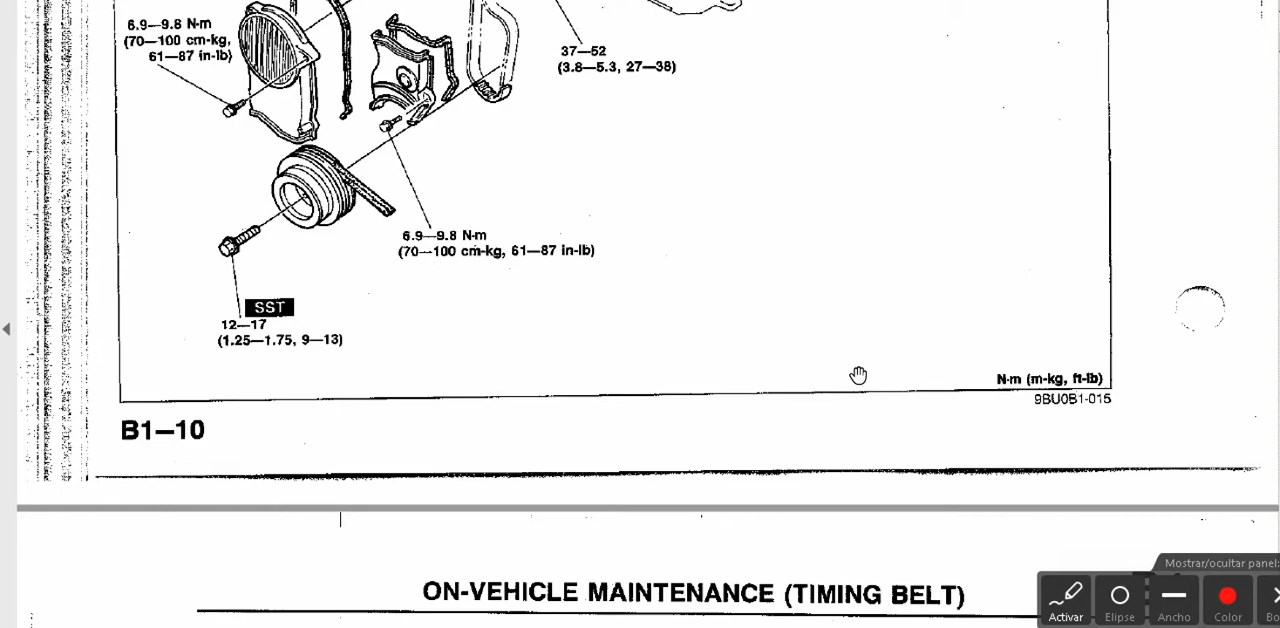 6.9—9.8 N·m
(70—100 cm-kg,
61—87 in-lb)
37—52
(3.8—5.3, 27—38)
6.9—9.8 N·m
(70—100 cm-kg, 61—87 in-lb)
SST
12—17
(1.25—1.75, 9—13)
N·m (m-kg, ft-lb)
9BU0B1-015
B1—10
ON-VEHICLE MAINTENANCE (TIMING BELT)
Mostrar/ocultar panel:
Activar
Elipse
Ancho
Color
Bo